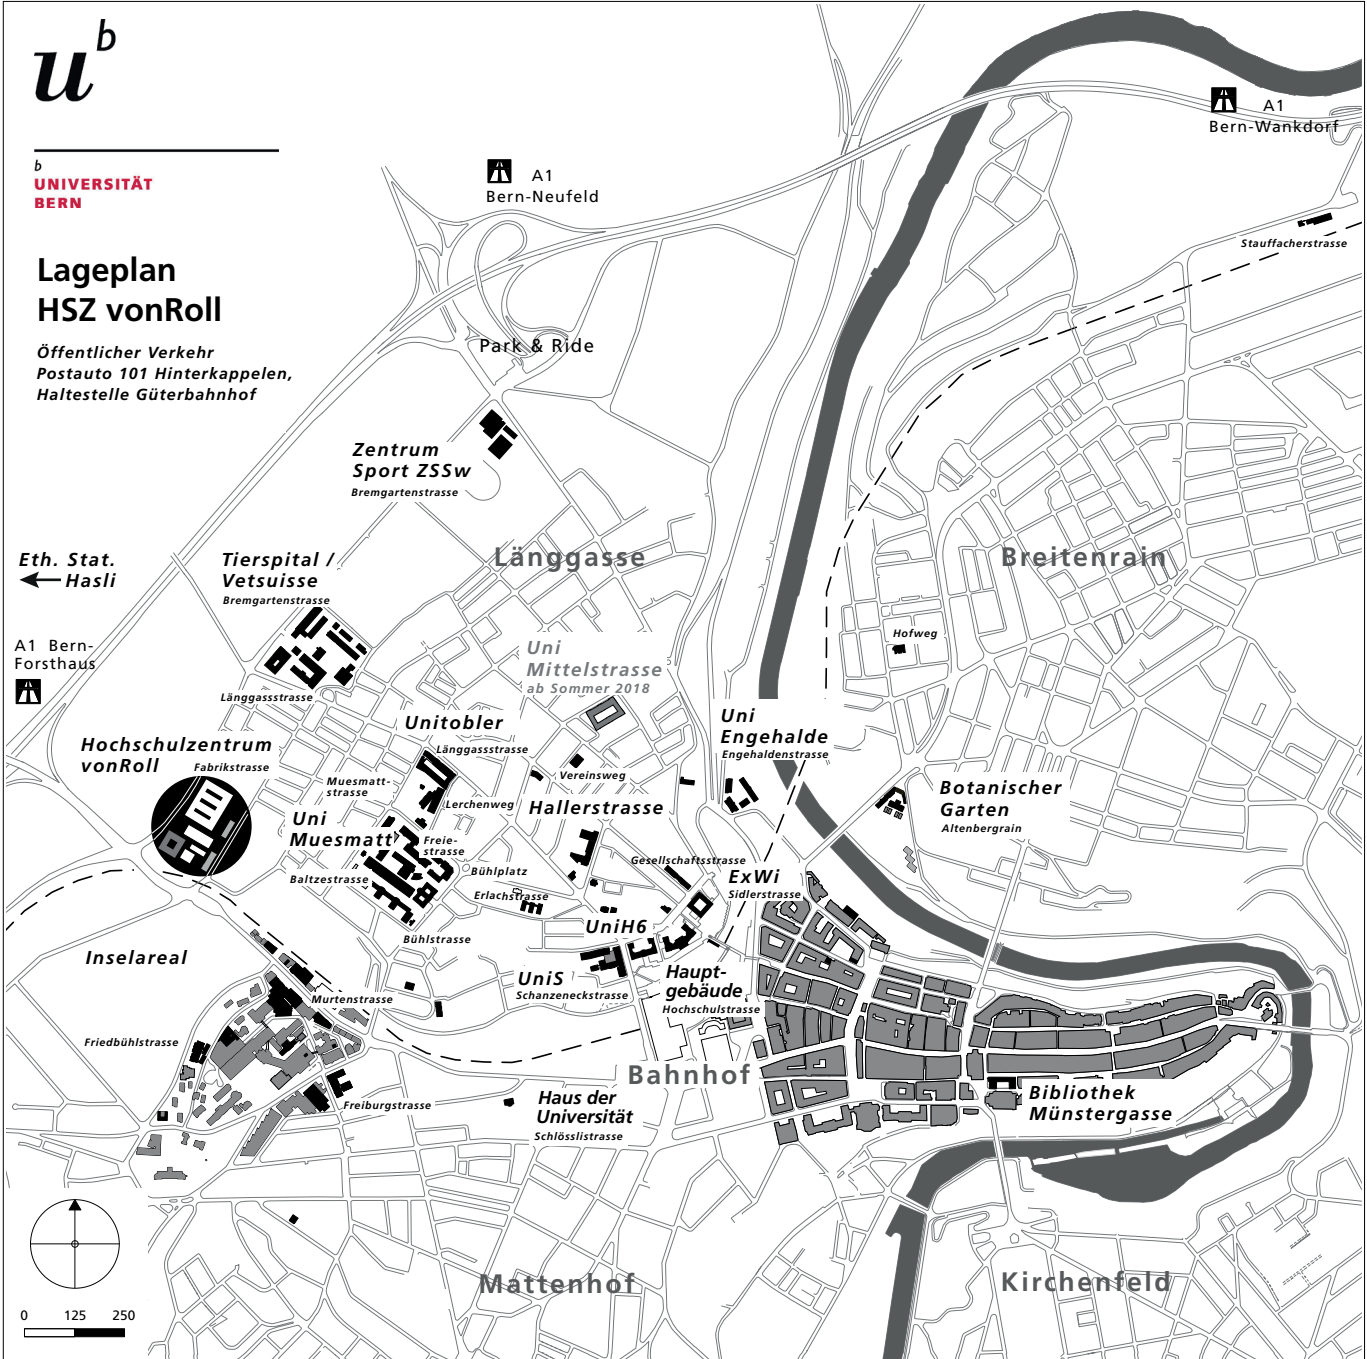 u^b
b
UNIVERSITÄT
BERN
Lageplan
HSZ vonRoll
Öffentlicher Verkehr
Postauto 101 Hinterkappelen,
Haltestelle Güterbahnhof
A1
Bern-Neufeld
A1
Bern-Wankdorf
Stauffacherstrasse
Park & Ride
Zentrum
Sport ZSSw
Bremgartenstrasse
Eth. Stat.
Hasli
Tierspital /
Vetsuisse
Bremgartenstrasse
Länggasse
Breitenrain
Hofweg
A1 Bern-
Forsthaus
Uni
Mittelstrasse
ab Sommer 2018
Länggassstrasse
Unitobler
Länggassstrasse
Uni
Engehalde
Engehaldenstrasse
Hochschulzentrum
vonRoll
Fabrikstrasse
Muesmatt-
strasse
Vereinsweg
Lerchenweg
Hallerstrasse
Botanischer
Garten
Altenbergrain
Uni
Muesmatt
Freie-
strasse
Baltzestrasse
Bühlplatz
Gesellschaftsstrasse
ExWi
Sidlerstrasse
Erlachstrasse
UniH6
Bühlstrasse
Inselareal
UniS
Schanzeneckstrasse
Haupt-
gebäude
Hochschulstrasse
Murtenstrasse
Friedbühlstrasse
Bahnhof
Freiburgstrasse
Haus der
Universität
Schlösslistrasse
Bibliothek
Münstergasse
Mattenhof
Kirchenfeld
0 125 250